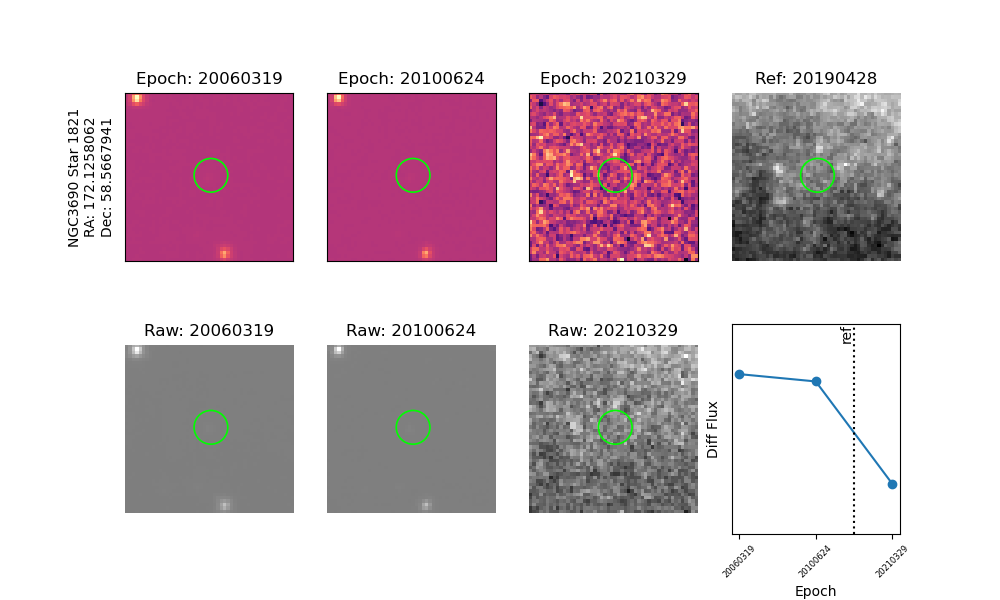 Epoch: 20060319
Epoch: 20100624
Epoch: 20210329
Ref: 20190428
NGC3690 Star 1821
RA: 172.1258062
Dec: 58.5667941
Raw: 20060319
Raw: 20100624
Raw: 20210329
ref
Diff Flux
20060319
20100624
20210329
Epoch